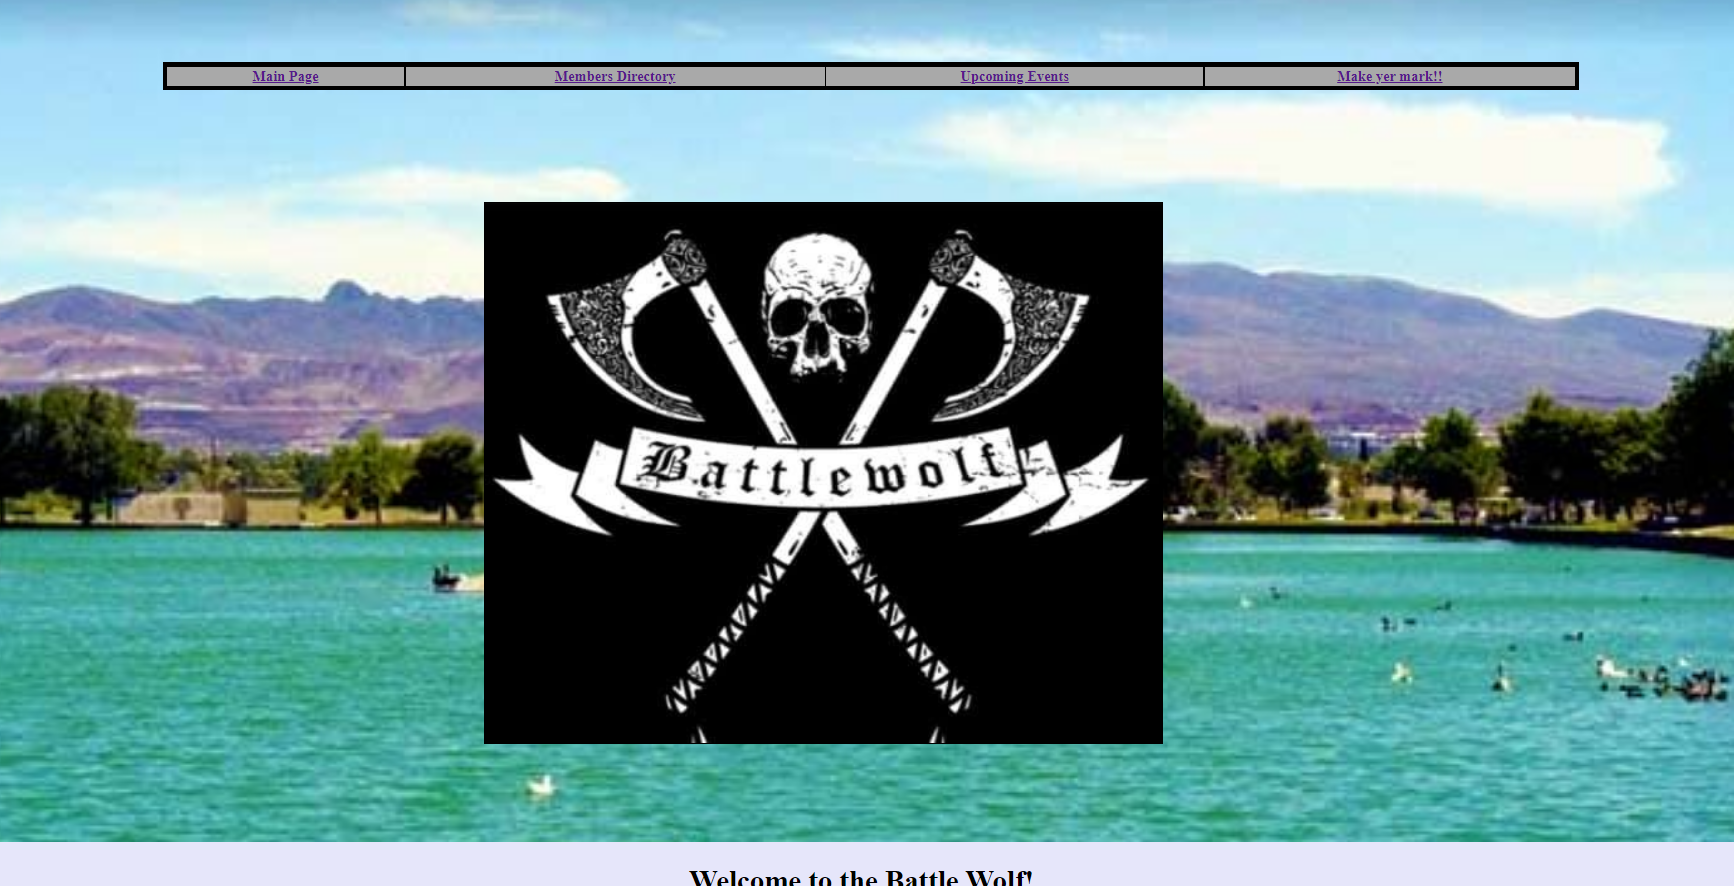 Main Page Members Directory Upcoming Events Make yer mark!!
Battlewolf
Welcome to the Battle Wolf!